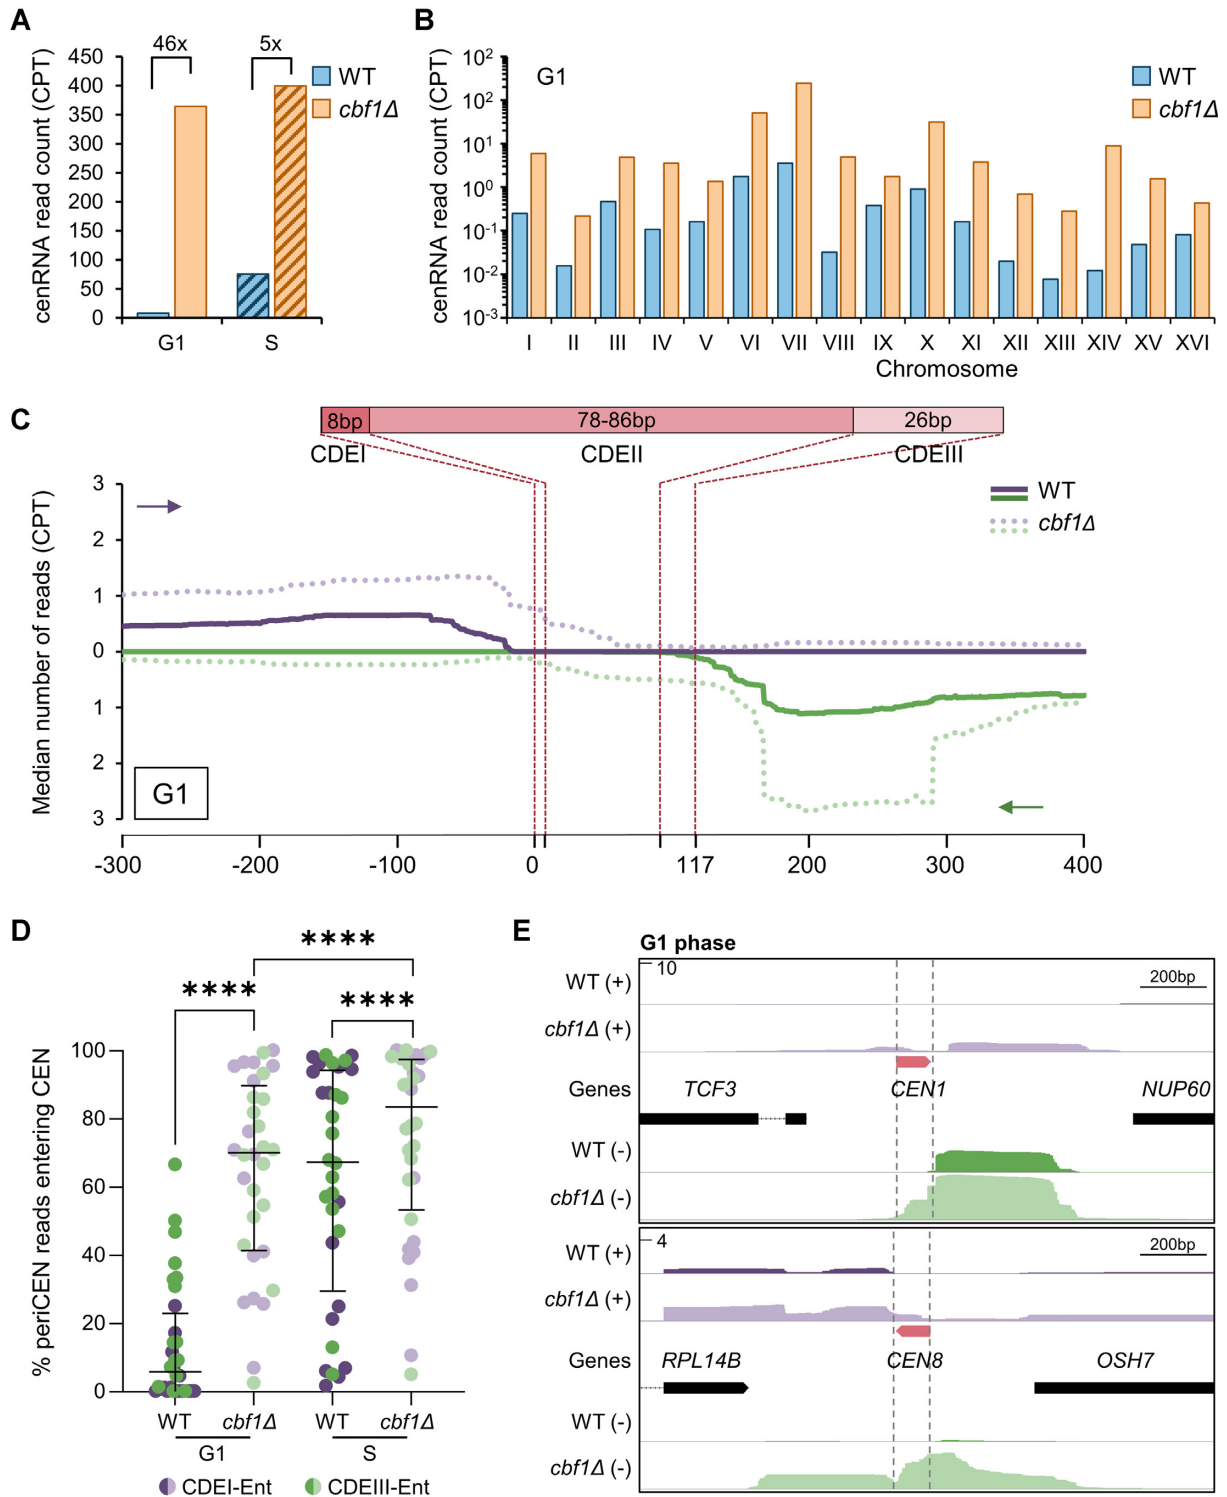 A
46x
5x
WT
cbf1Δ
cenRNA read count (CPT)
450
400
350
300
250
200
150
100
50
0
G1
S
B
G1
WT
cbf1Δ
cenRNA read count (CPT)
10²
10²
10¹
10⁰
10⁻¹
10⁻²
10⁻³
I II III IV V VI VII VIII IX X XI XII XIII XIV XV XVI
Chromosome
C
8bp 78-86bp 26bp
CDEI CDEII CDEIII
WT
cbf1Δ
Median number of reads (CPT)
3
2
1
0
1
2
3
G1
-300 -200 -100 0 117 200 300 400
D
****
****
****
% periCEN reads entering CEN
100
80
60
40
20
0
WT cbf1Δ WT cbf1Δ
G1 S
CDEI-Ent CDEIII-Ent
E
G1 phase
10
200bp
WT (+)
cbf1Δ (+)
Genes TCF3 CEN1 NUP60
WT (-)
cbf1Δ (-)
4
200bp
WT (+)
cbf1Δ (+)
Genes RPL14B CEN8 OSH7
WT (-)
cbf1Δ (-)